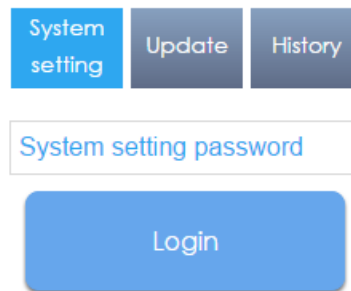 System
setting
Update
History
System setting password
Login